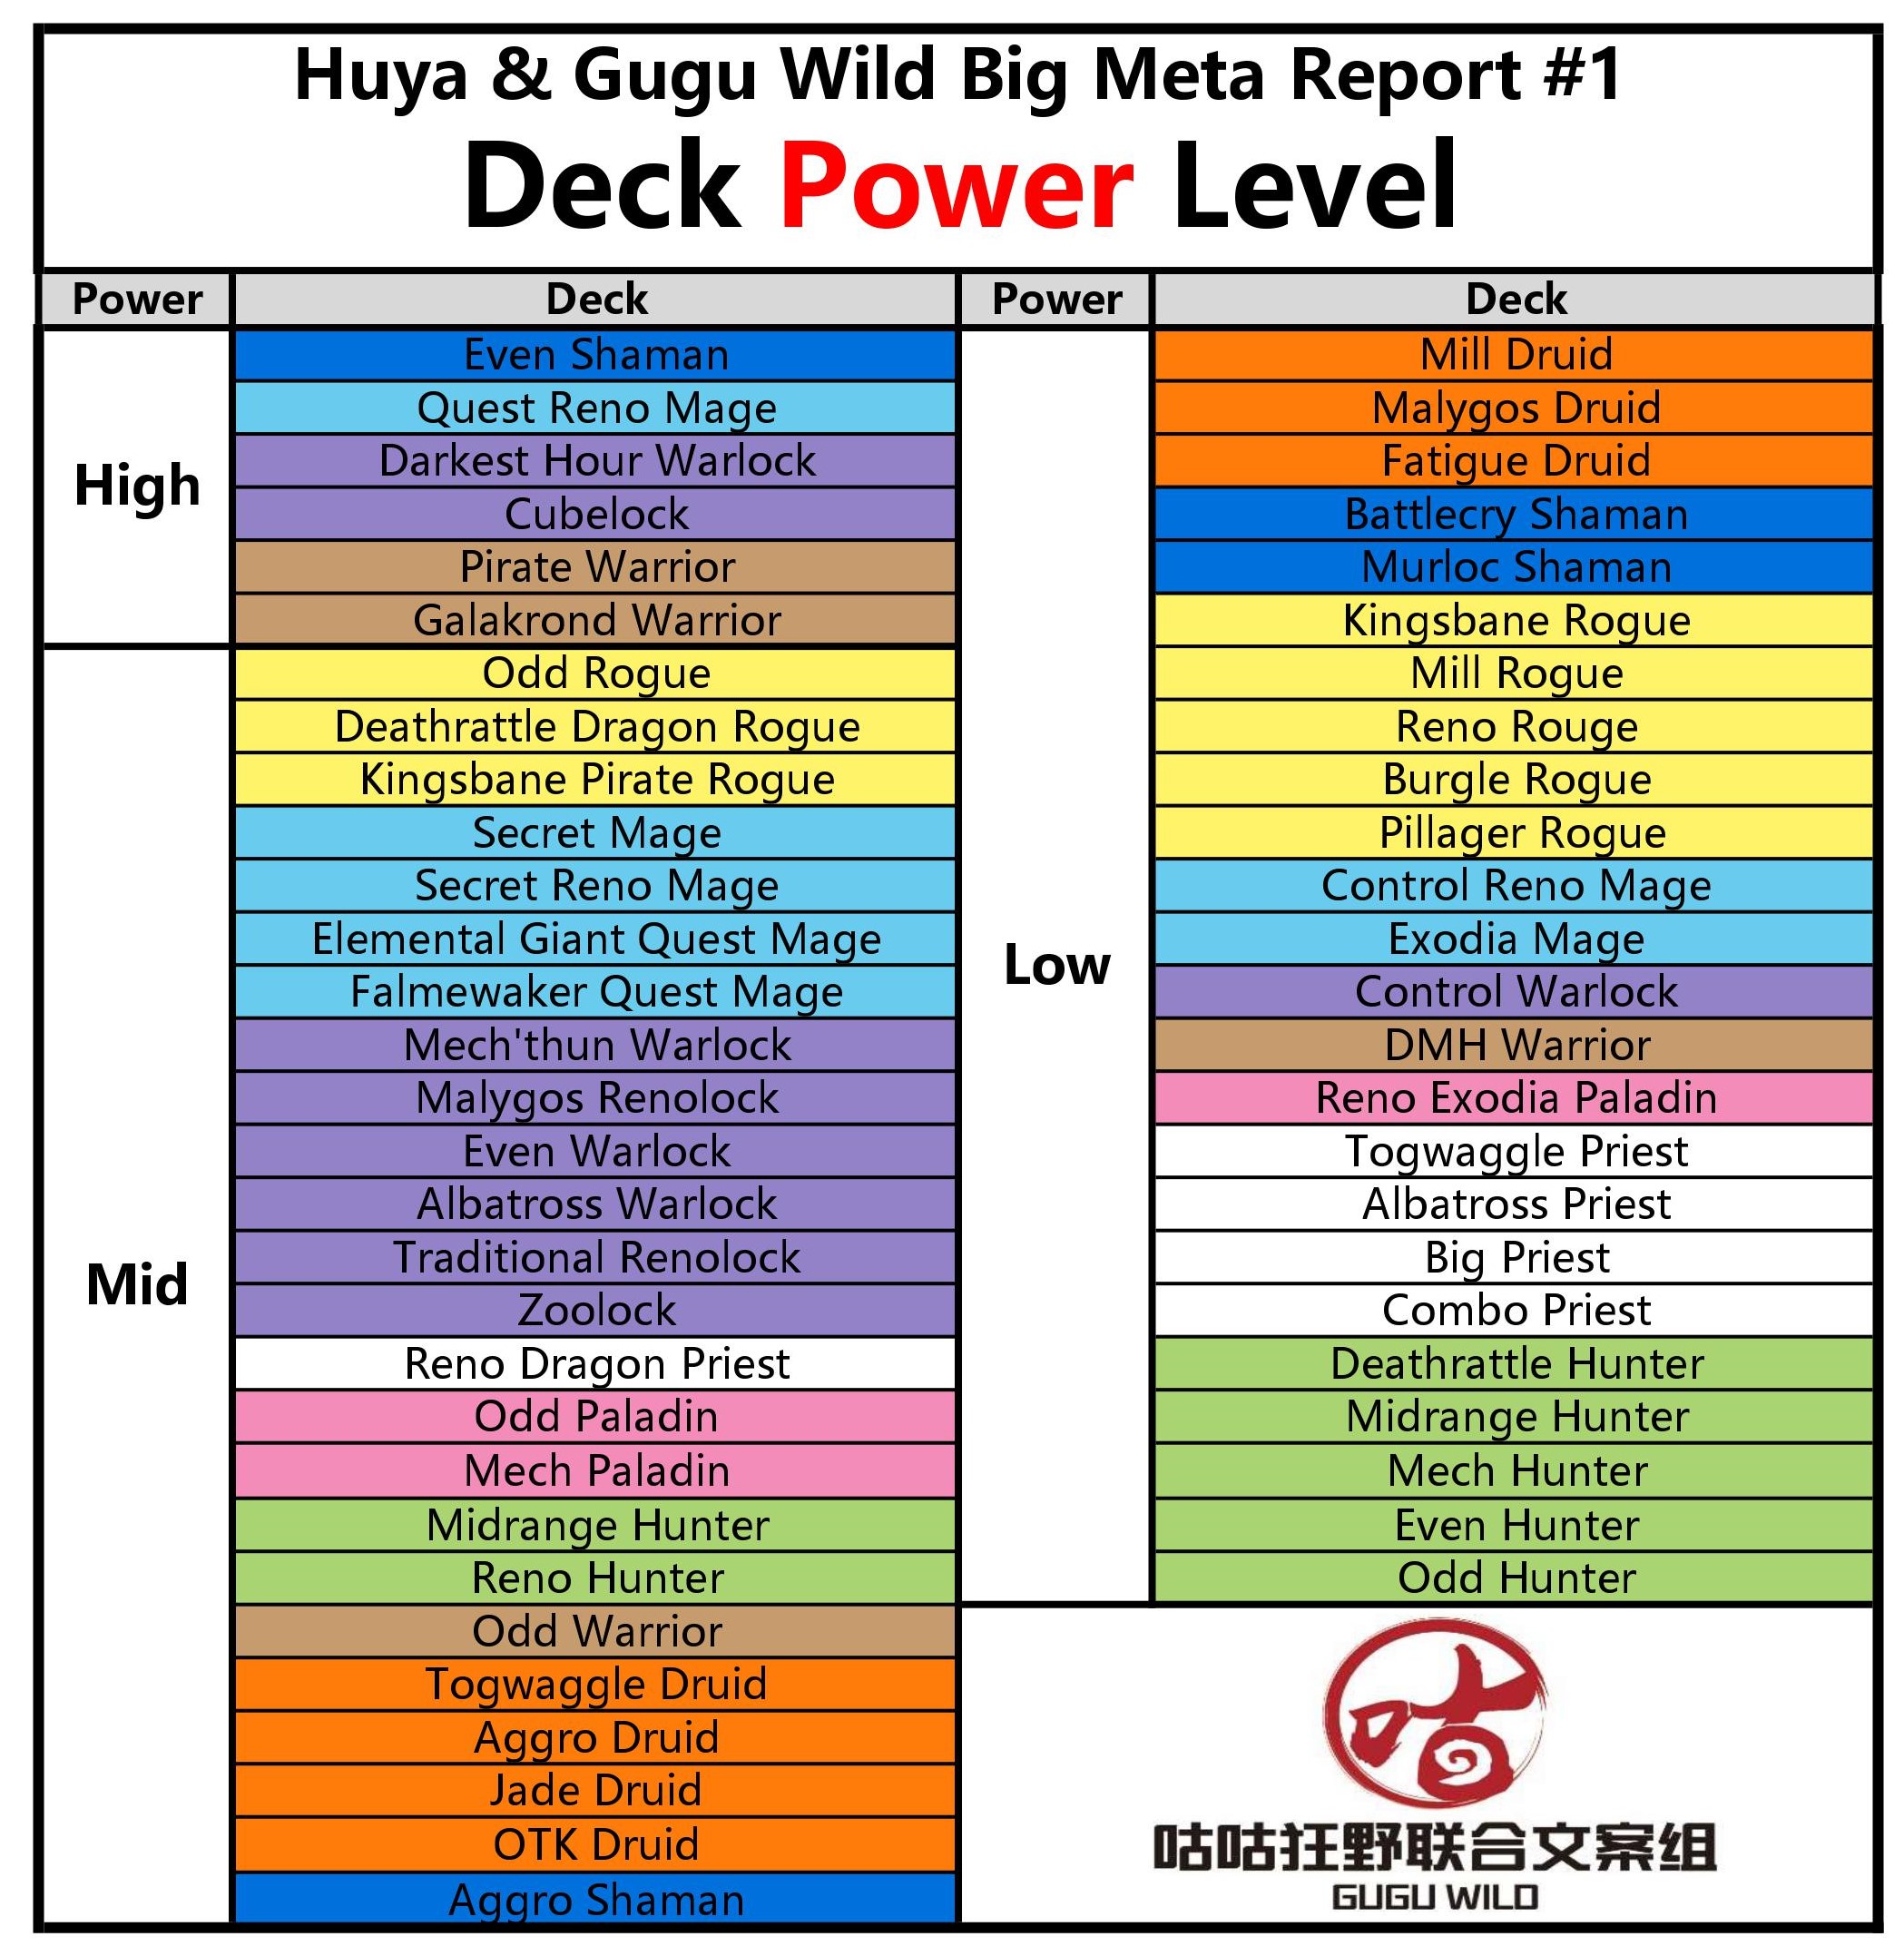 Huya & Gugu Wild Big Meta Report #1
Deck Power Level
Power
Deck
Power
Deck
High
Even Shaman
Quest Reno Mage
Darkest Hour Warlock
Cubelock
Pirate Warrior
Galakrond Warrior
Mid
Odd Rogue
Deathrattle Dragon Rogue
Kingsbane Pirate Rogue
Secret Mage
Secret Reno Mage
Elemental Giant Quest Mage
Falmewaker Quest Mage
Mech'thun Warlock
Malygos Renolock
Even Warlock
Albatross Warlock
Traditional Renolock
Zoolock
Reno Dragon Priest
Odd Paladin
Mech Paladin
Midrange Hunter
Reno Hunter
Odd Warrior
Togwaggle Druid
Aggro Druid
Jade Druid
OTK Druid
Aggro Shaman
Low
Mill Druid
Malygos Druid
Fatigue Druid
Battlecry Shaman
Murloc Shaman
Kingsbane Rogue
Mill Rogue
Reno Rouge
Burgle Rogue
Pillager Rogue
Control Reno Mage
Exodia Mage
Control Warlock
DMH Warrior
Reno Exodia Paladin
Togwaggle Priest
Albatross Priest
Big Priest
Combo Priest
Deathrattle Hunter
Midrange Hunter
Mech Hunter
Even Hunter
Odd Hunter
咕咕狂野联合文案组
GUGU WILD